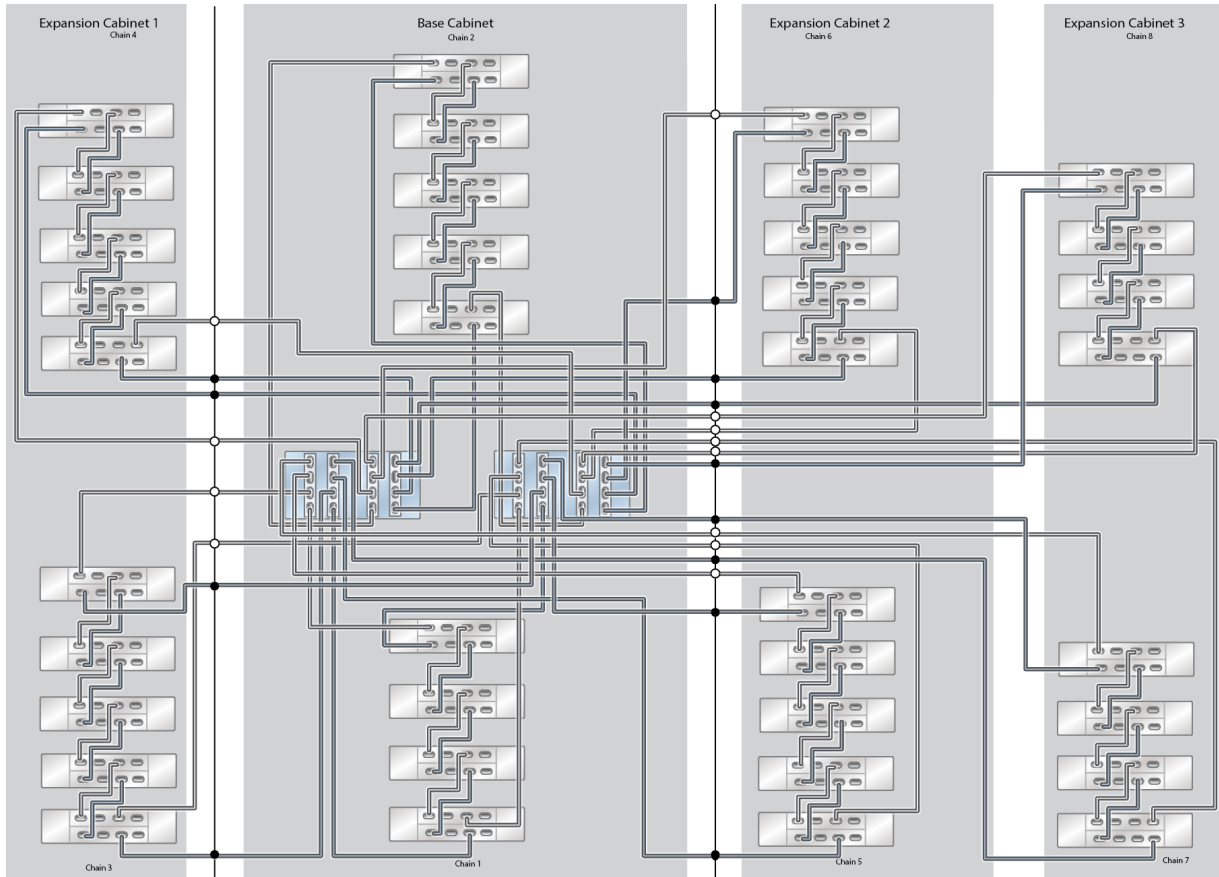 Expansion Cabinet 1
Chain 4
Base Cabinet
Chain 2
Expansion Cabinet 2
Chain 6
Expansion Cabinet 3
Chain 8
Chain 3
Chain 1
Chain 5
Chain 7